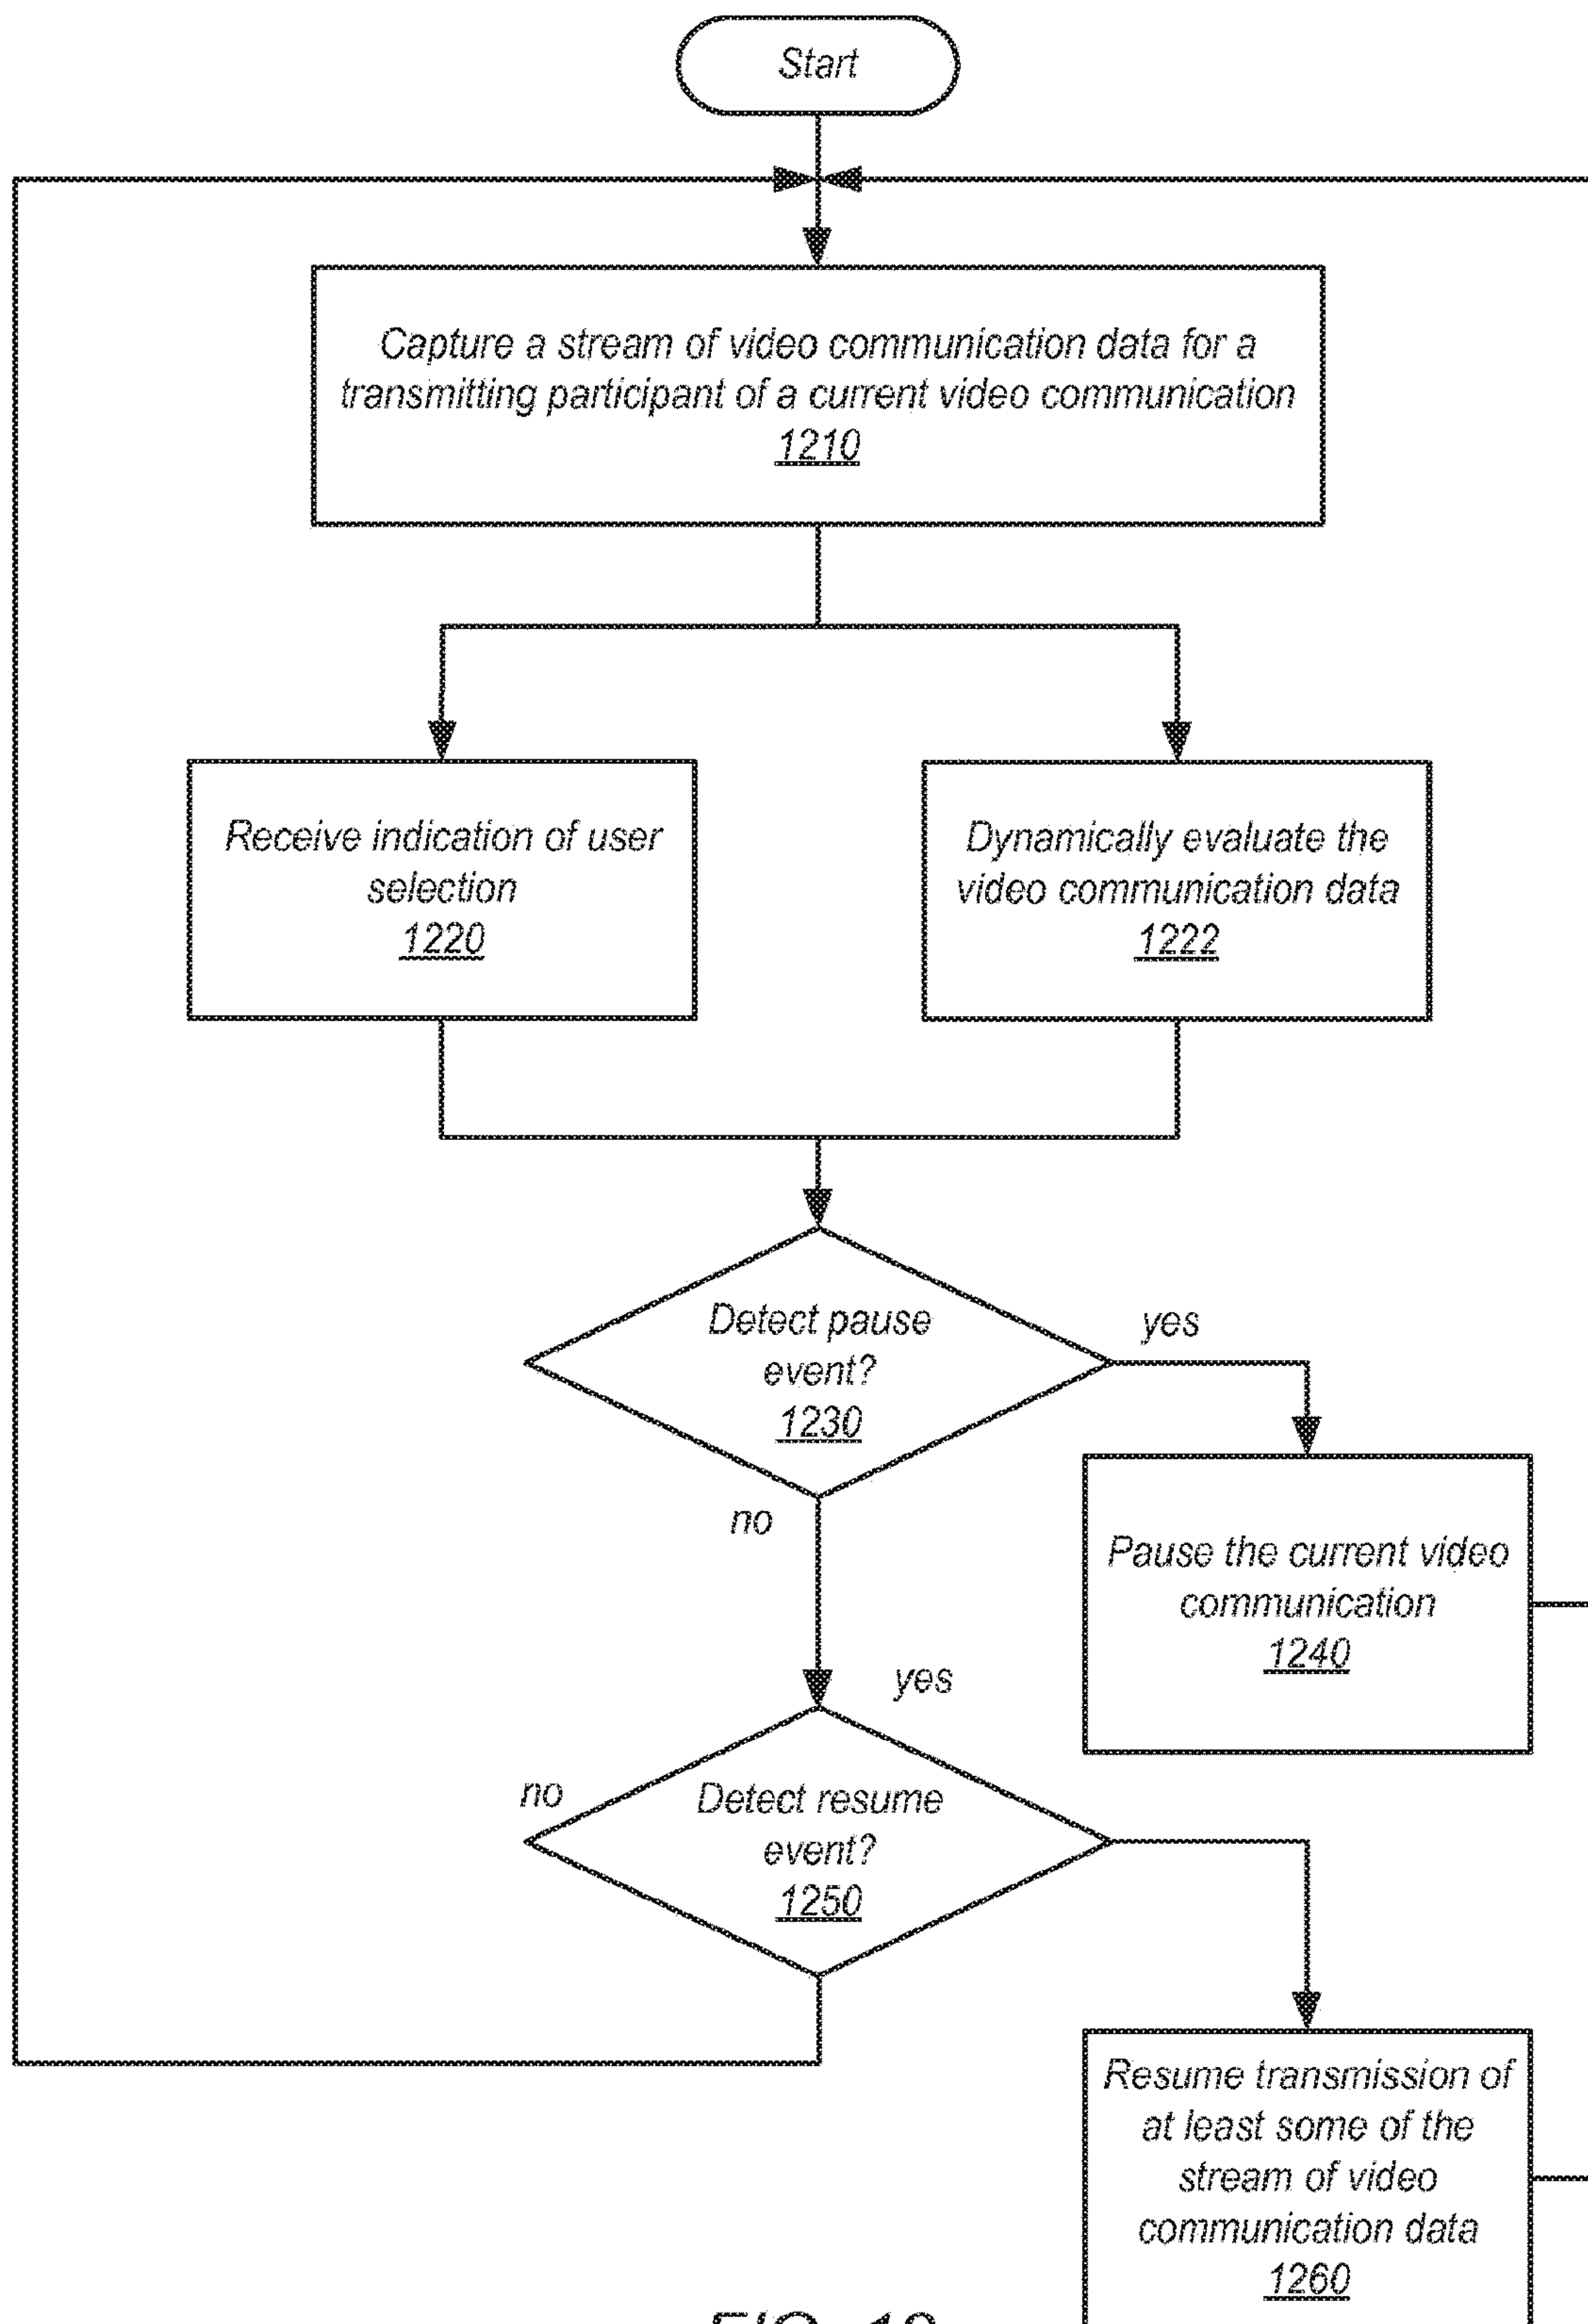 Start
Capture a stream of video communication data for a
transmitting participant of a current video communication
1210
Receive indication of user
selection
1220
Dynamically evaluate the
video communication data
1222
Detect pause
event?
1230
yes
no
Pause the current video
communication
1240
yes
no
Detect resume
event?
1250
Resume transmission of
at least some of the
stream of video
communication data
1260
FIG.